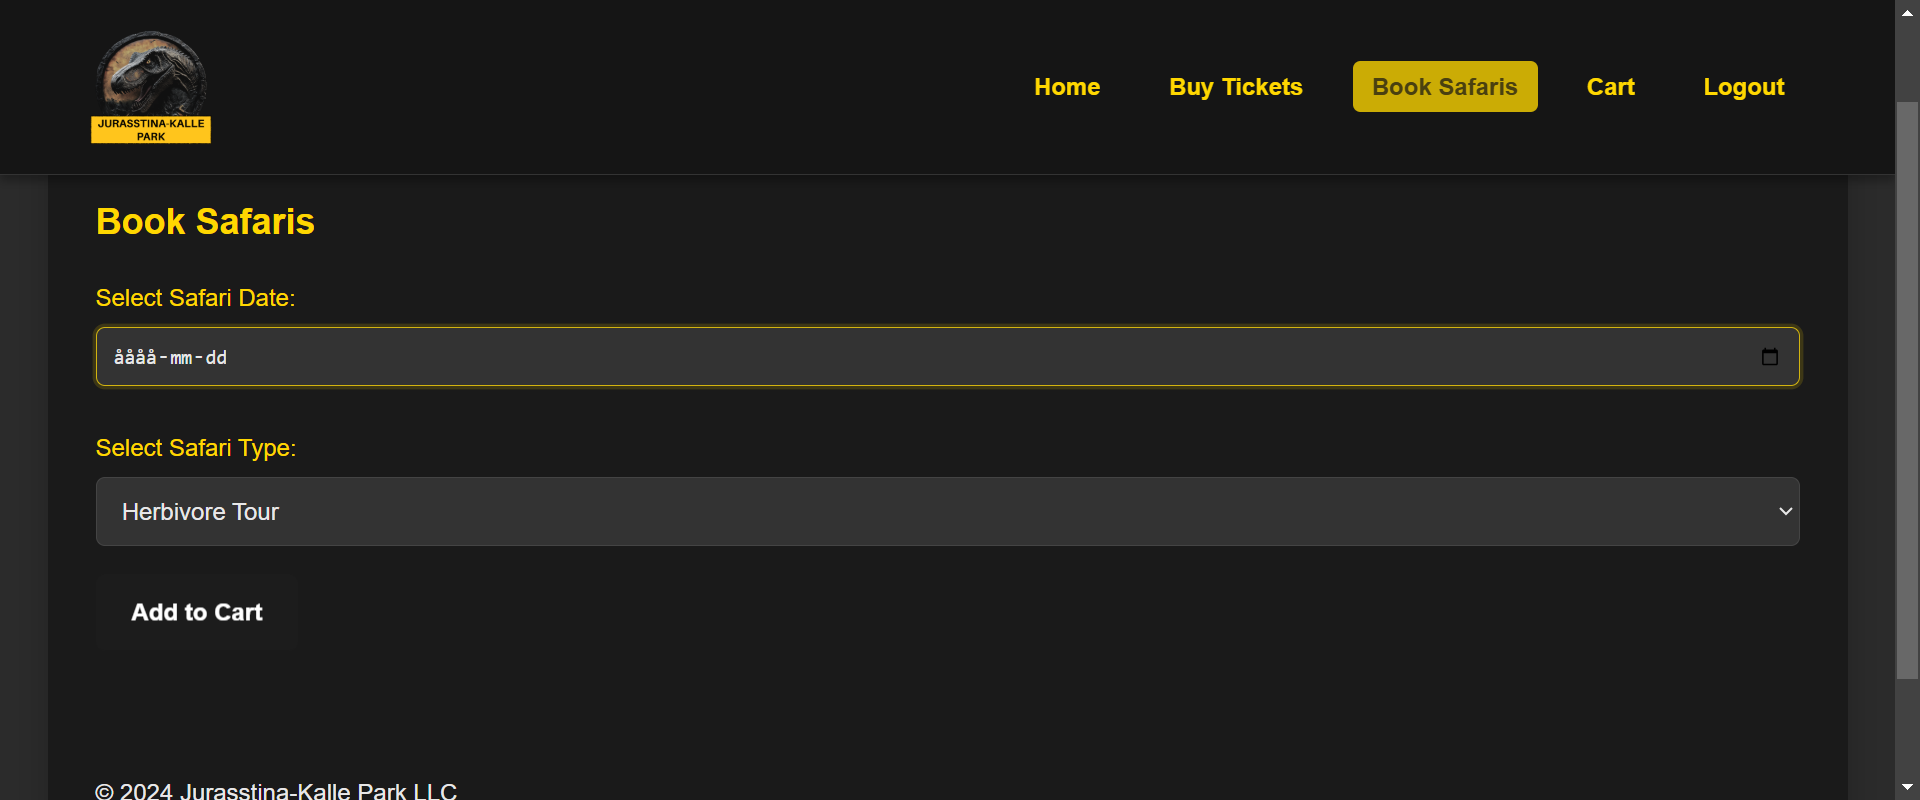 JURASSTINA-KALLE
PARK
Home
Buy Tickets
Book Safaris
Cart
Logout
Book Safaris
Select Safari Date:
åååå-mm-dd
Select Safari Type:
Herbivore Tour
Add to Cart
© 2024 Jurasstina-Kalle Park LLC